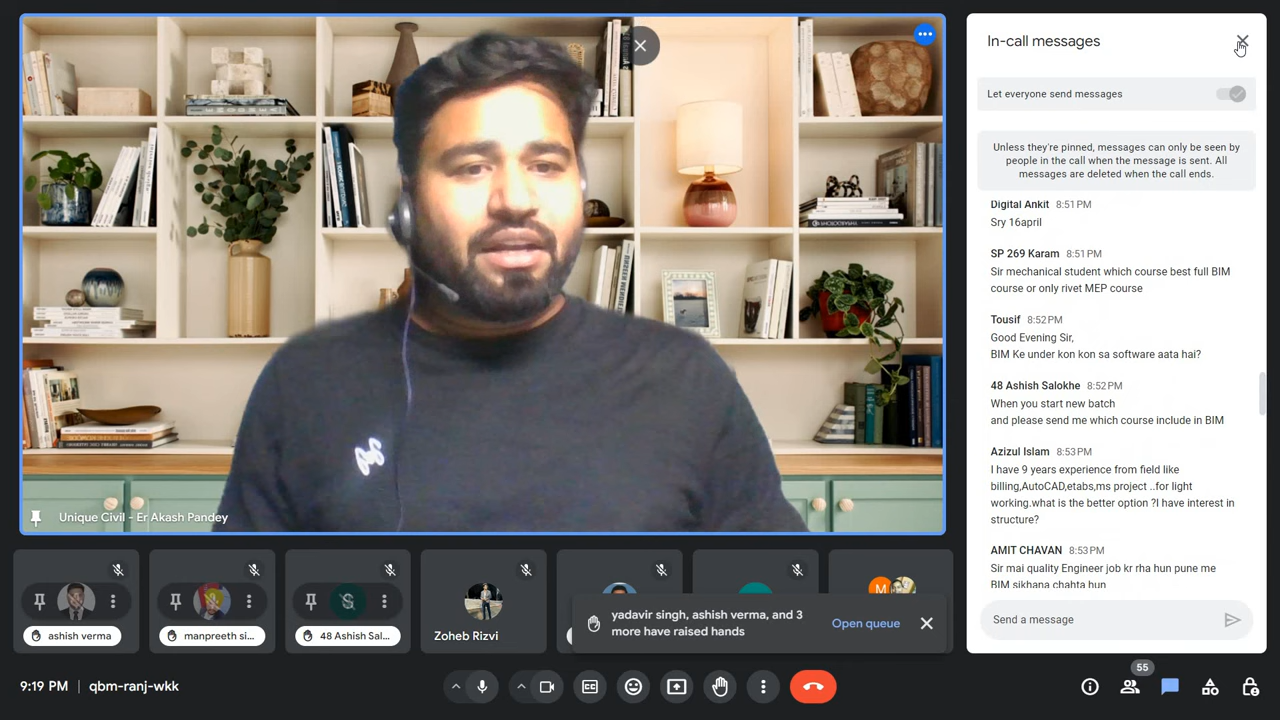 In-call messages
Let everyone send messages
Unless they're pinned, messages can only be seen by
people in the call when the message is sent. All
messages are deleted when the call ends.
Digital Ankit 8:51 PM
Sry 16april
SP 269 Karam 8:51 PM
Sir mechanical student which course best full BIM
course or only rivet MEP course
Tousif 8:52 PM
Good Evening Sir,
BIM Ke under kon kon sa software aata hai?
48 Ashish Salokhe 8:52 PM
When you start new batch
and please send me which course include in BIM
Azizul Islam 8:53 PM
I have 9 years experience from field like
billing,AutoCAD,etabs,ms project ..for light
working.what is the better option ?I have interest in
structure?
AMIT CHAVAN 8:53 PM
Sir mai quality Engineer job kr rha hun pune me
BIM sikhana chahta hun
Send a message
Unique Civil - Er Akash Pandey
ashish verma
manpreeth si...
S
48 Ashish Sal...
Zoheb Rizvi
M
yadavir singh, ashish verma, and 3
more have raised hands
Open queue
9:19 PM | qbm-ranj-wkk
55